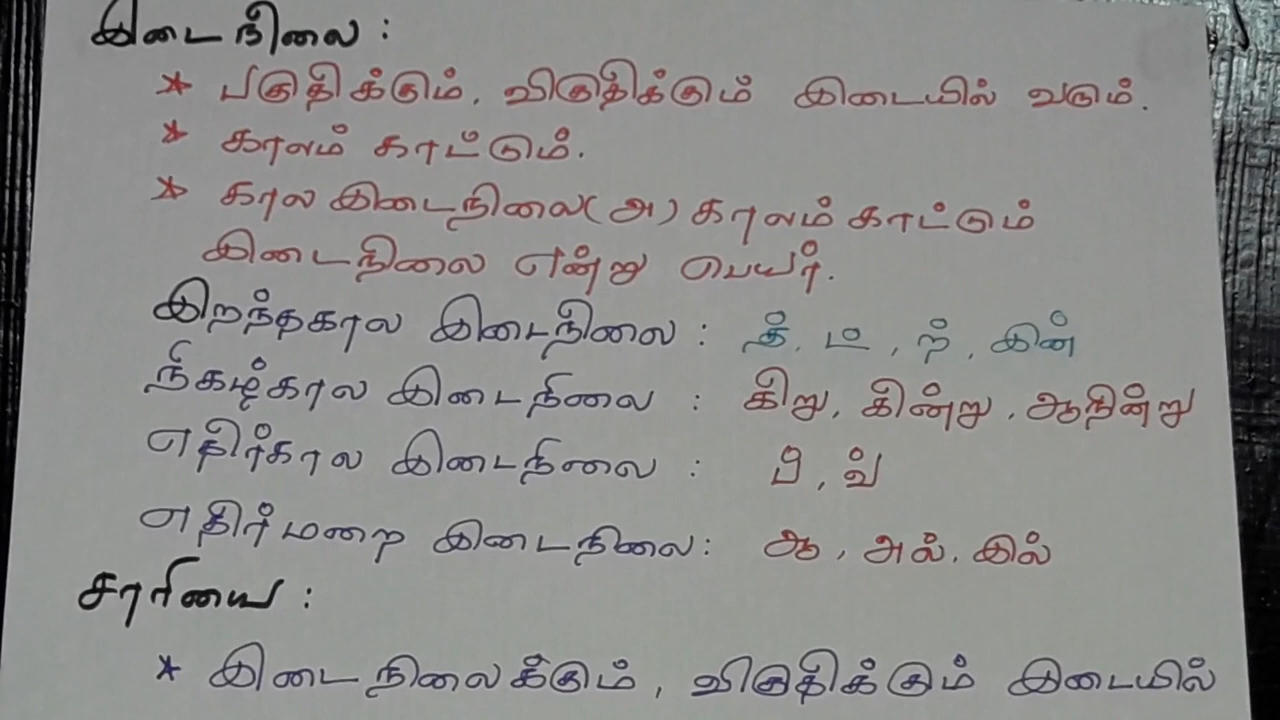 இடைநிலை :
* பகுதிக்கும், விகுதிக்கும் இடையில் வரும்.
* காலம் காட்டும்.
* கால இடைநிலை (அ) காலம் காட்டும்
இடைநிலை என்று பெயர்.
இறந்தகால இடைநிலை : த், ட், ற், இன்
நிகழ்கால இடைநிலை : கிறு, கின்று, ஆநின்று
எதிர்கால இடைநிலை : ப், வ்
எதிர்மறை இடைநிலை : ஆ, அல், இல்
சாரியை :
* இடைநிலைக்கும், விகுதிக்கும் இடையில்